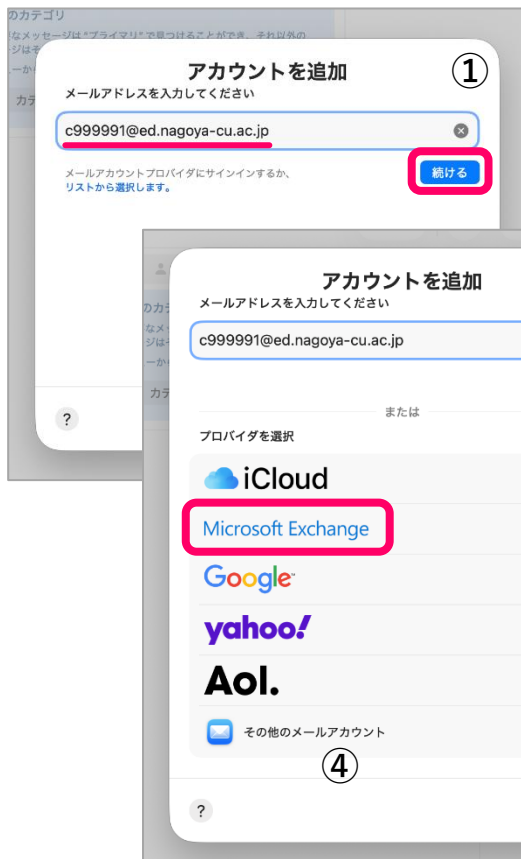 のカテゴリ
なメッセージは"プライマリ"で見つけることができ、それ以外の
ジはそ
ーから
カテ
アカウントを追加
①
メールアドレスを入力してください
c999991@ed.nagoya-cu.ac.jp
メールアカウントプロバイダにサインインするか、
リストから選択します。
続ける
?
のカテ
なメッ
ジはそ
ーか
カテ
アカウントを追加
メールアドレスを入力してください
c999991@ed.nagoya-cu.ac.jp
または
プロバイダを選択
iCloud
Microsoft Exchange
Google
yahoo!
Aol.
その他のメールアカウント
④
?